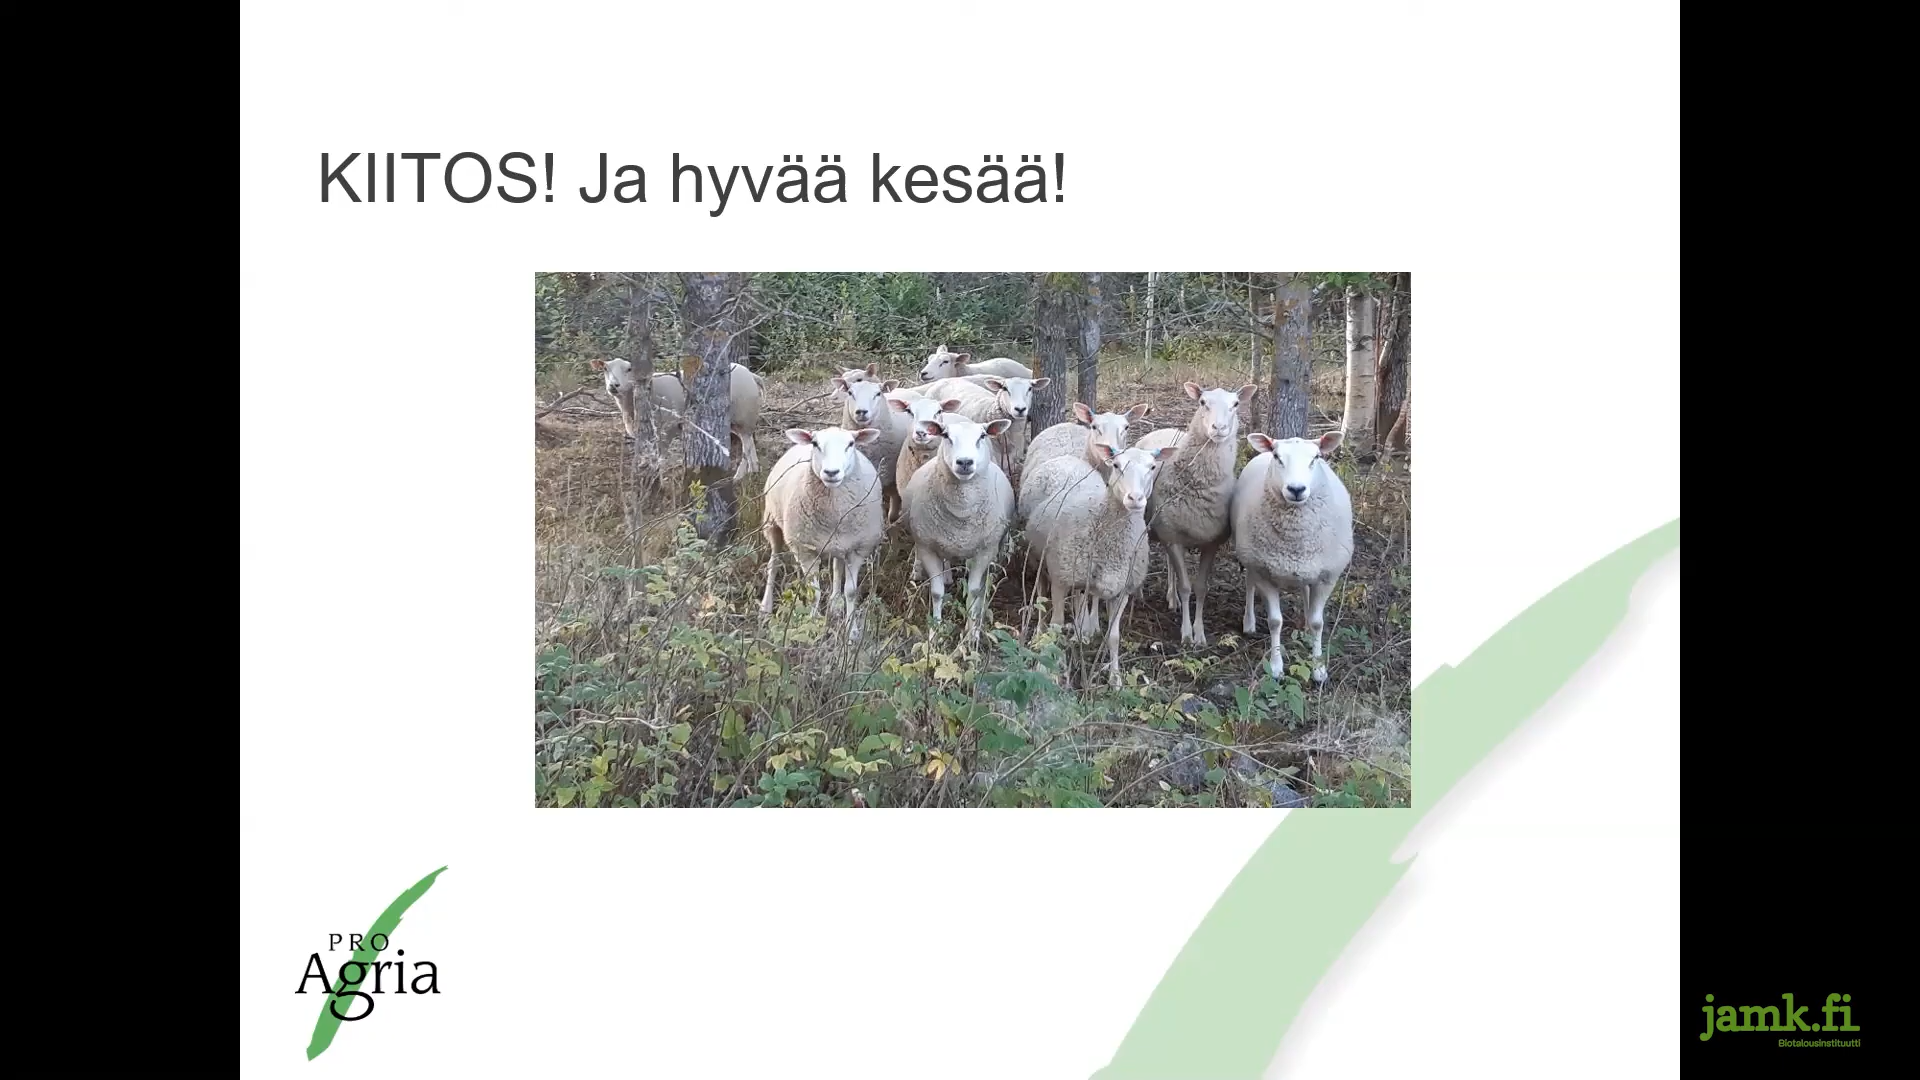 KIITOS! Ja hyvää kesää!
PRO
Agria
jamk.fi
Biotalousinstituutti